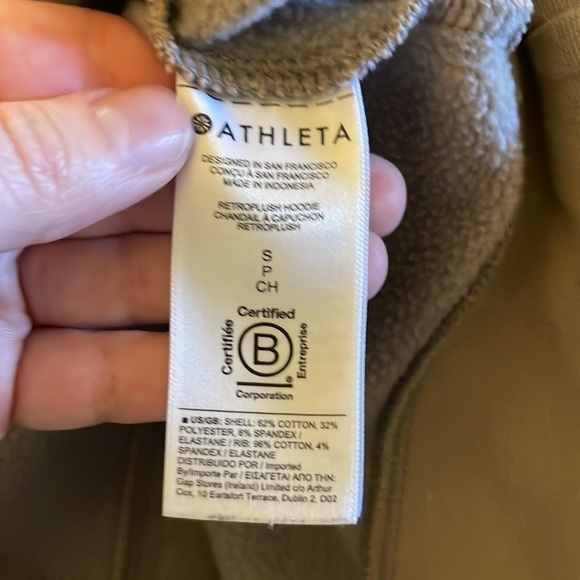 ATHLETA
DESIGNED IN SAN FRANCISCO
CONÇU À SAN FRANCISCO
MADE IN INDONESIA
RETROPLUSH HOODIE
CHANDAIL À CAPUCHON
RETROPLUSH
S
P
CH
Certified
Certifiée
B
Entreprise
®
Corporation
■ US/GB: SHELL: 62% COTTON, 32%
POLYESTER, 6% SPANDEX /
ELASTANE / RIB: 96% COTTON, 4%
SPANDEX / ELASTANE
DISTRIBUIDO POR / Imported
By/Importe Par / ΕΙΣΑΓΕΤΑΙ ΑΠΟ ΤΗΝ:
Gap Stores (Ireland) Limited c/o Arthur
Cox, 10 Earlsfort Terrace, Dublin 2, D02